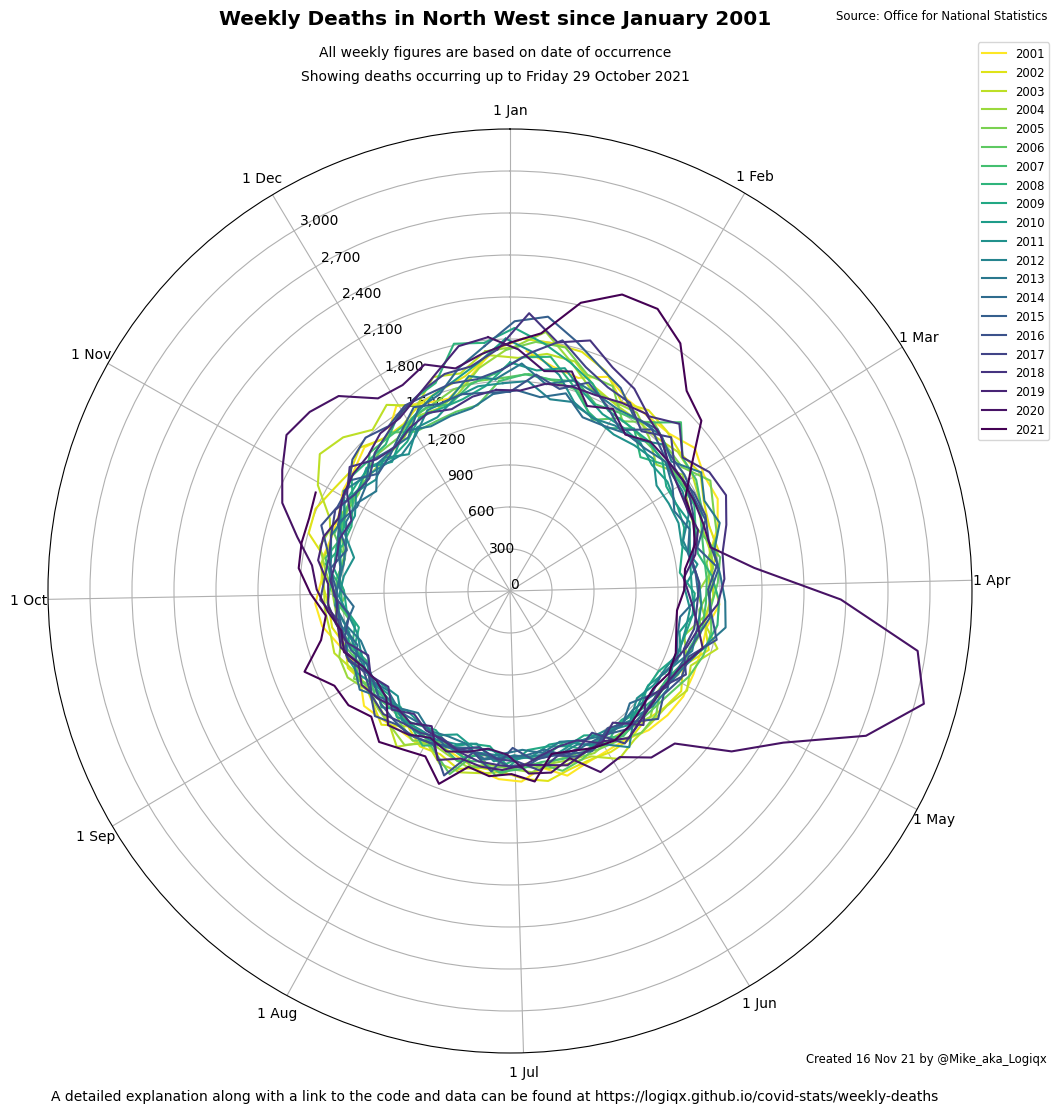 Weekly Deaths in North West since January 2001
Source: Office for National Statistics
All weekly figures are based on date of occurrence
Showing deaths occurring up to Friday 29 October 2021
2001
2002
2003
2004
2005
2006
2007
2008
2009
2010
2011
2012
2013
2014
2015
2016
2017
2018
2019
2020
2021
1 Jan
1 Feb
1 Mar
1 Apr
1 May
1 Jun
1 Jul
1 Aug
1 Sep
1 Oct
1 Nov
1 Dec
3,000
2,700
2,400
2,100
1,800
1,200
900
600
300
0
Created 16 Nov 21 by @Mike_aka_Logiqx
A detailed explanation along with a link to the code and data can be found at https://logiqx.github.io/covid-stats/weekly-deaths